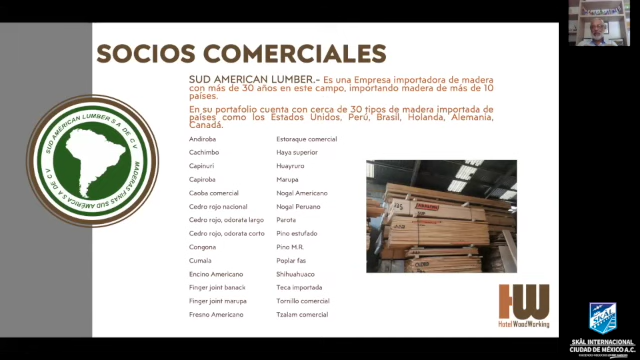 SOCIOS COMERCIALES
SUD AMERICAN LUMBER.- Es una Empresa importadora de madera
con más de 30 años en este campo, importando madera de más de 10
países.
En su portafolio cuenta con cerca de 30 tipos de madera importada de
países como los Estados Unidos, Perú, Brasil, Holanda, Alemania,
Canadá.
SUD AMERICAN LUMBER S A DE C.V.
MADERAS FINAS SUD AMERICA S A DE C V
Andiroba
Cachimbo
Capinuri
Capiroba
Caoba comercial
Cedro rojo nacional
Cedro rojo, odorata largo
Cedro rojo, odorata corto
Congona
Cumala
Encino Americano
Finger joint banack
Finger joint marupa
Fresno Americano
Estoraque comercial
Haya superior
Huayruro
Marupa
Nogal Americano
Nogal Peruano
Parota
Pino estufado
Pino M.R.
Poplar fas
Shihuahuaco
Teca importada
Tornillo comercial
Tzalam comercial
HW
Hotel WoodWorking
SKÅL
SKÅL INTERNACIONAL
CIUDAD DE MÉXICO A.C.